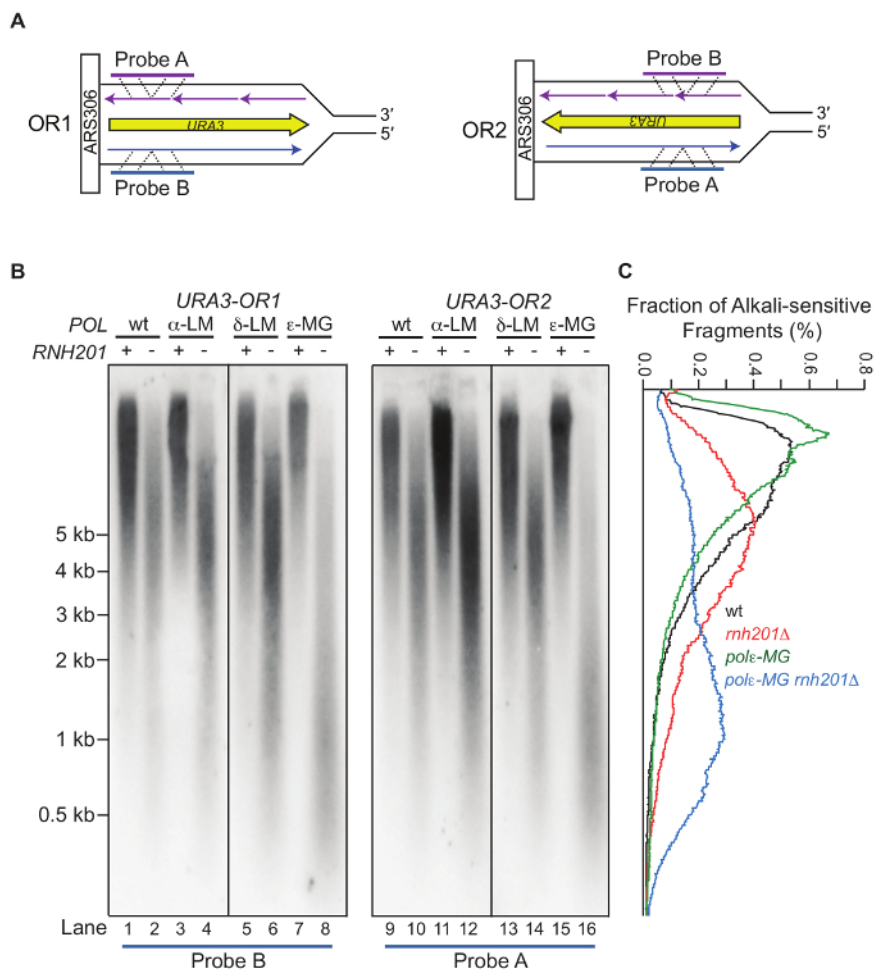 A
Probe A
OR1
ARS306
URA3
3′
5′
Probe B
Probe B
OR2
ARS306
URA3
3′
5′
Probe A
B
URA3-OR1
URA3-OR2
POL wt α-LM δ-LM ε-MG wt α-LM δ-LM ε-MG
RNH201 + - + - + - + - + - + - + - + -
5 kb
4 kb
3 kb
2 kb
1 kb
0.5 kb
Lane 1 2 3 4 5 6 7 8 9 10 11 12 13 14 15 16
Probe B
Probe A
C
Fraction of Alkali-sensitive
Fragments (%)
0.0 0.2 0.4 0.6 0.8
wt
rnh201Δ
polε-MG
polε-MG rnh201Δ